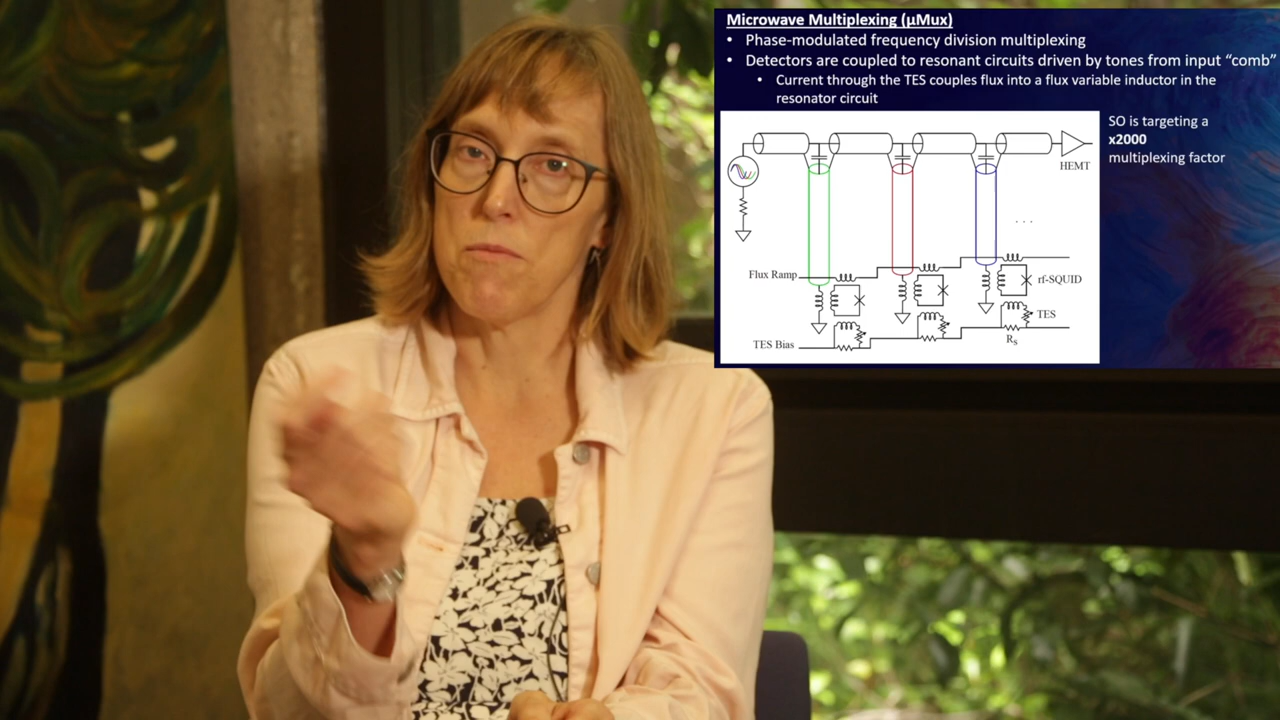 Microwave Multiplexing (µMux)
• Phase-modulated frequency division multiplexing
• Detectors are coupled to resonant circuits driven by tones from input “comb”
• Current through the TES couples flux into a flux variable inductor in the
resonator circuit
SO is targeting a
x2000
multiplexing factor
HEMT
. . .
Flux Ramp
rf-SQUID
TES
Rs
TES Bias